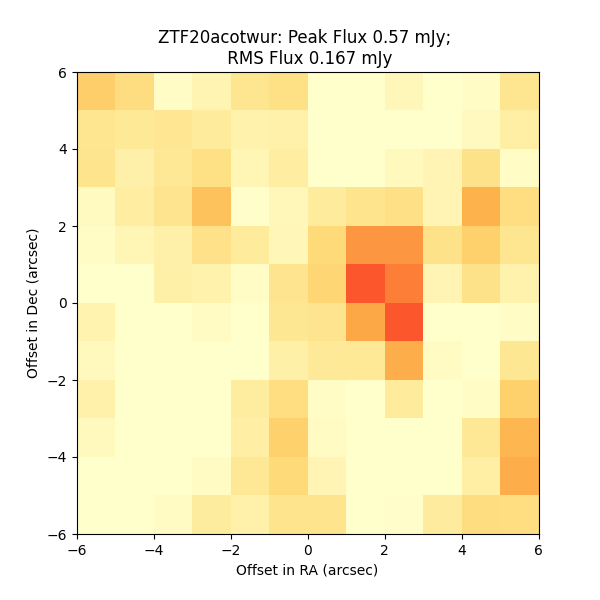 ZTF20acotwur: Peak Flux 0.57 mJy;
RMS Flux 0.167 mJy
6
4
2
0
−2
−4
−6
Offset in Dec (arcsec)
−6 −4 −2 0 2 4 6
Offset in RA (arcsec)